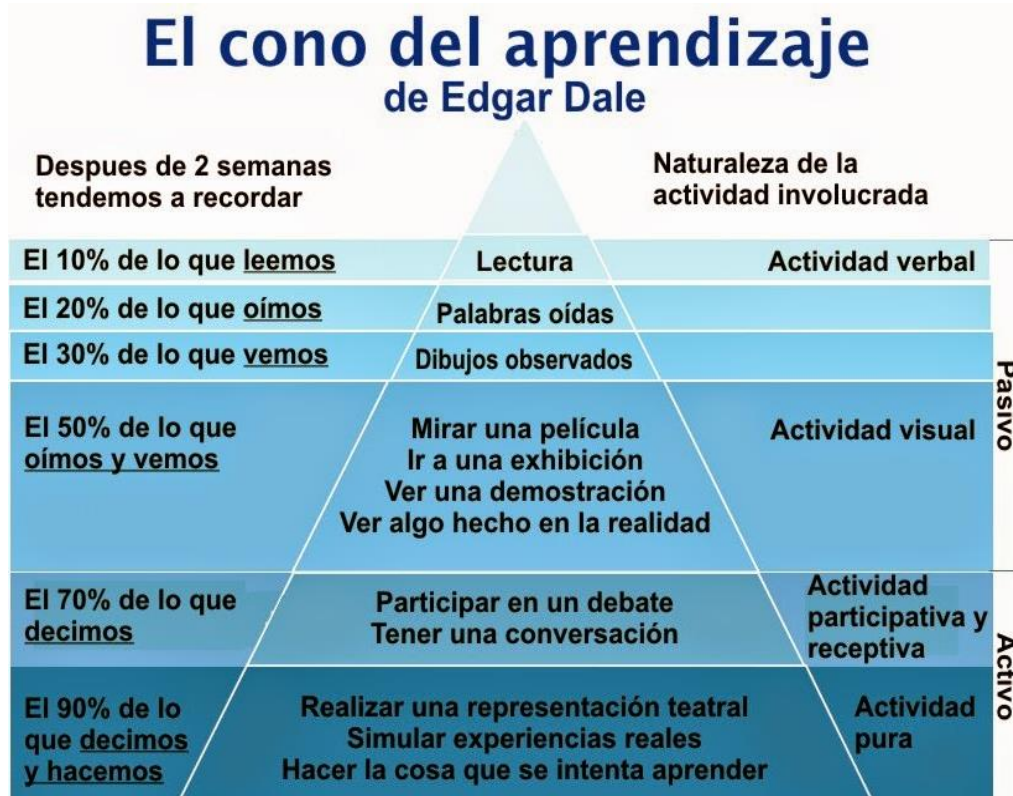 El cono del aprendizaje
de Edgar Dale
Despues de 2 semanas
tendemos a recordar
Naturaleza de la
actividad involucrada
El 10% de lo que leemos
Lectura
Actividad verbal
El 20% de lo que oímos
Palabras oídas
El 30% de lo que vemos
Dibujos observados
El 50% de lo que
oímos y vemos
Mirar una película
Ir a una exhibición
Ver una demostración
Ver algo hecho en la realidad
Actividad visual
Pasivo
El 70% de lo que
decimos
Participar en un debate
Tener una conversación
Actividad
participativa y
receptiva
El 90% de lo
que decimos
y hacemos
Realizar una representación teatral
Simular experiencias reales
Hacer la cosa que se intenta aprender
Actividad
pura
Activo